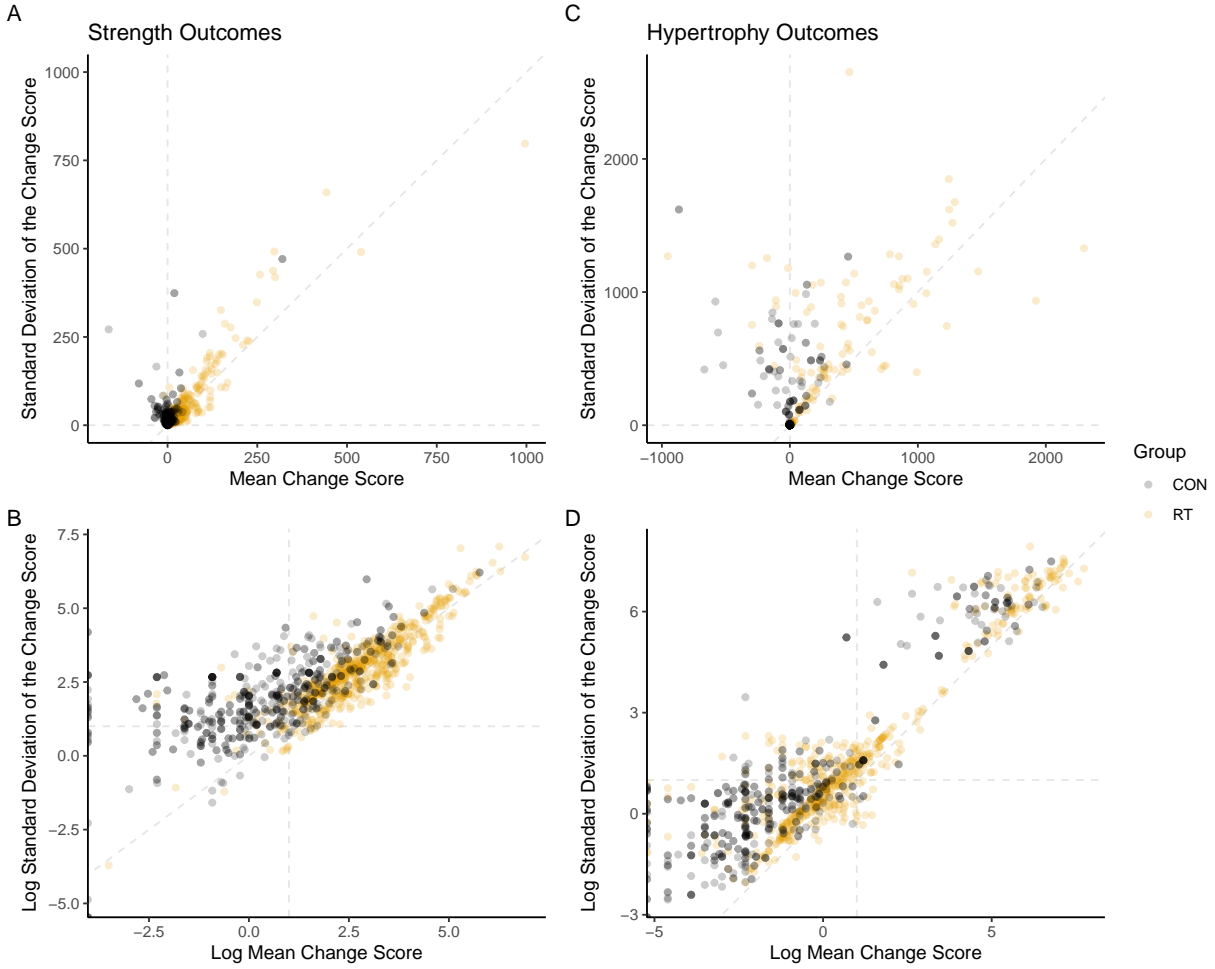 A
Strength Outcomes
Standard Deviation of the Change Score
1000
750
500
250
0
0
250
500
750
1000
Mean Change Score
C
Hypertrophy Outcomes
Standard Deviation of the Change Score
2000
1000
0
−1000
0
1000
2000
Mean Change Score
Group
CON
RT
B
Log Standard Deviation of the Change Score
7.5
5.0
2.5
0.0
−2.5
−5.0
−2.5
0.0
2.5
5.0
Log Mean Change Score
D
Log Standard Deviation of the Change Score
6
3
0
−3
−5
0
5
Log Mean Change Score